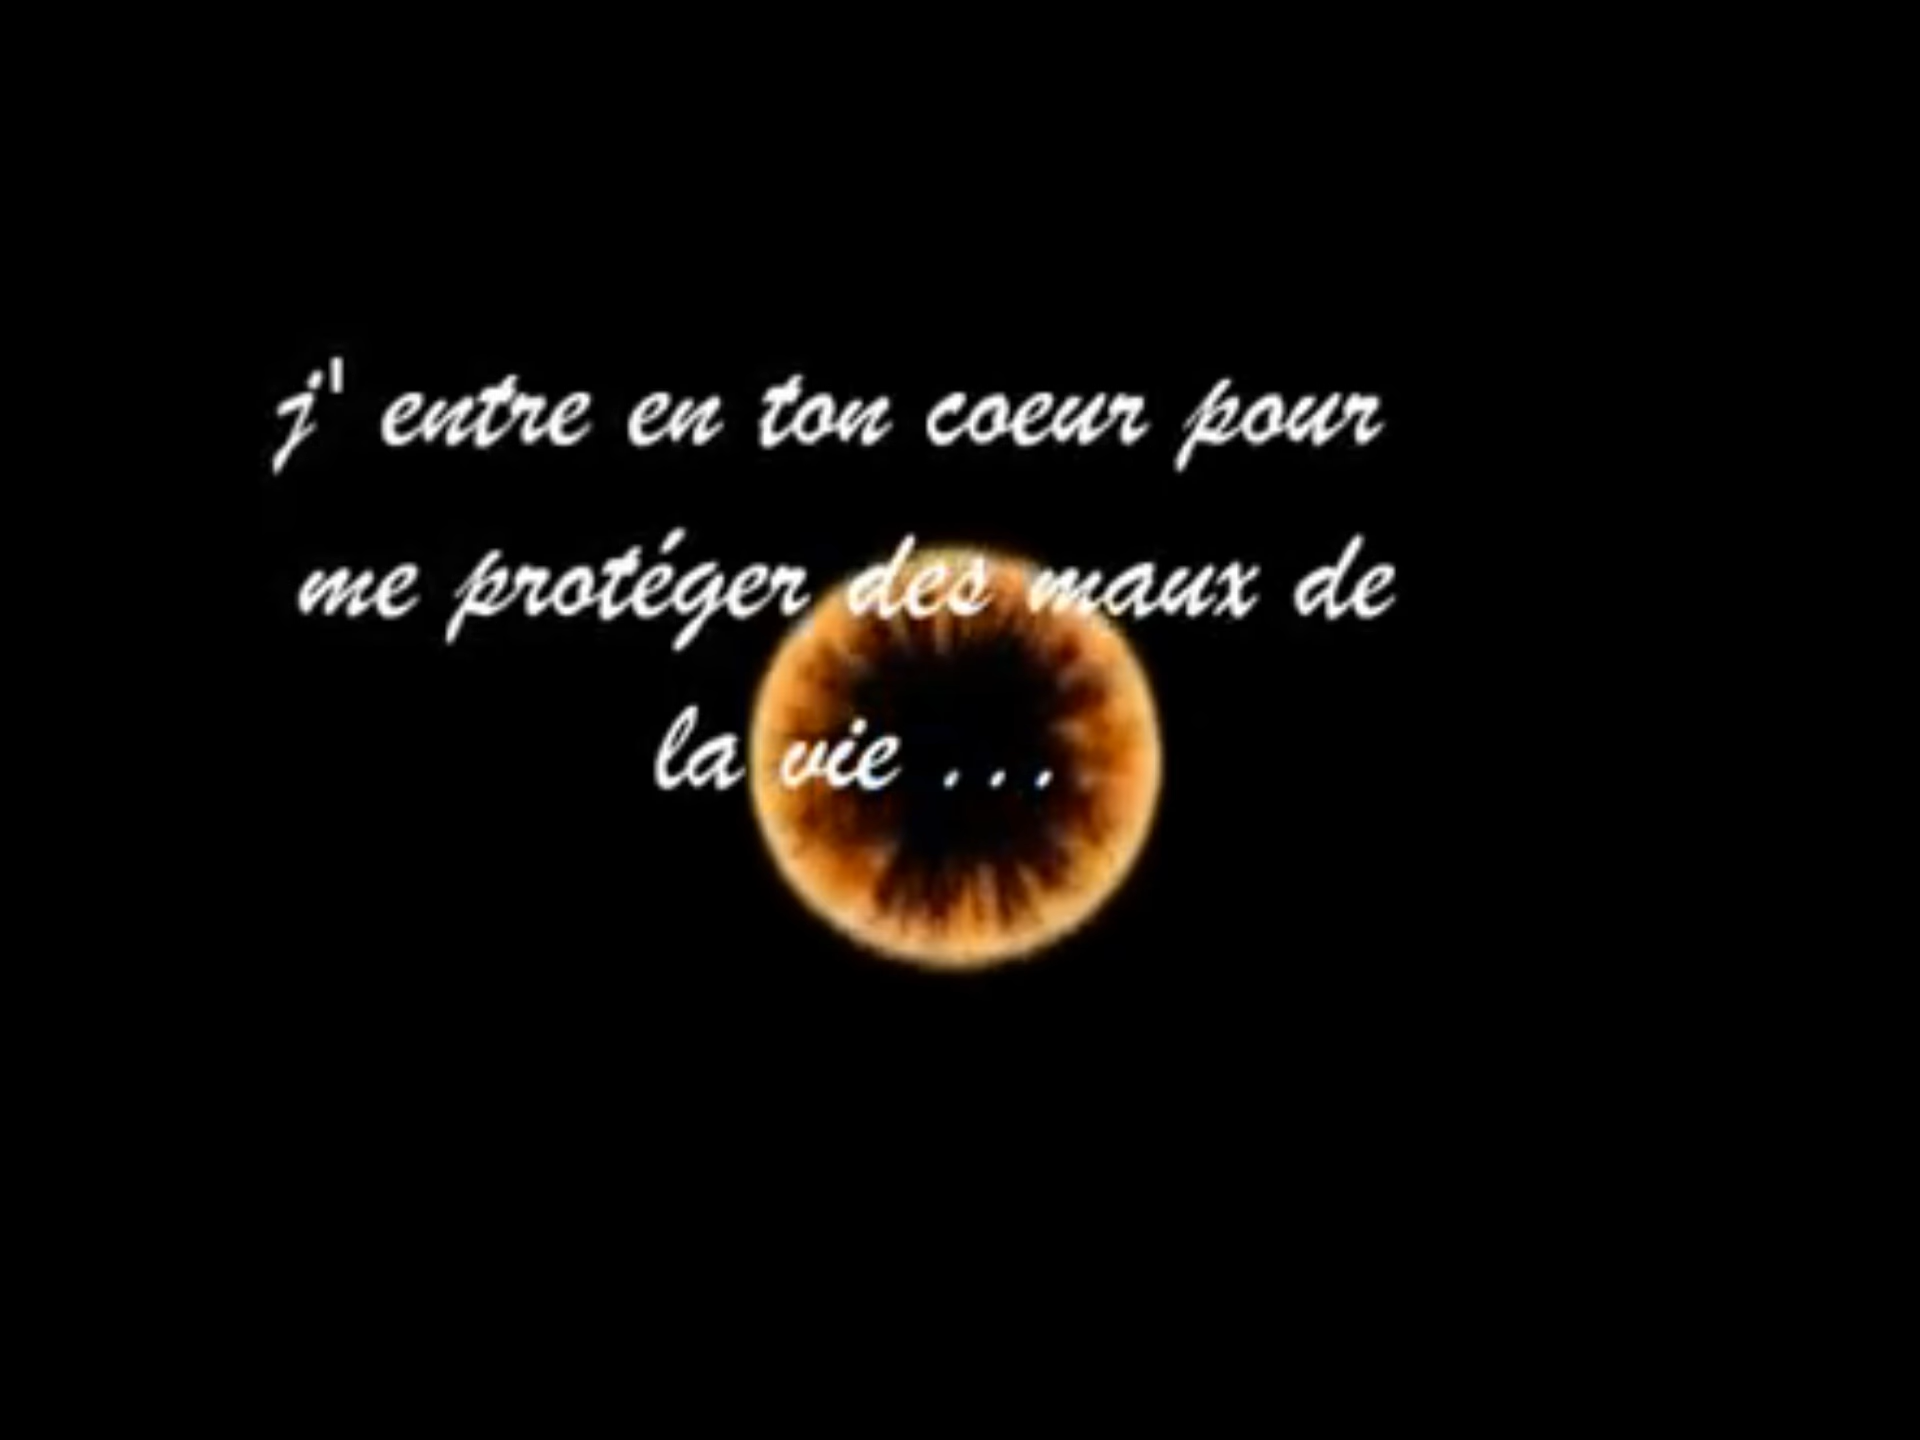 j' entre en ton coeur pour
me protéger des maux de
la vie ...